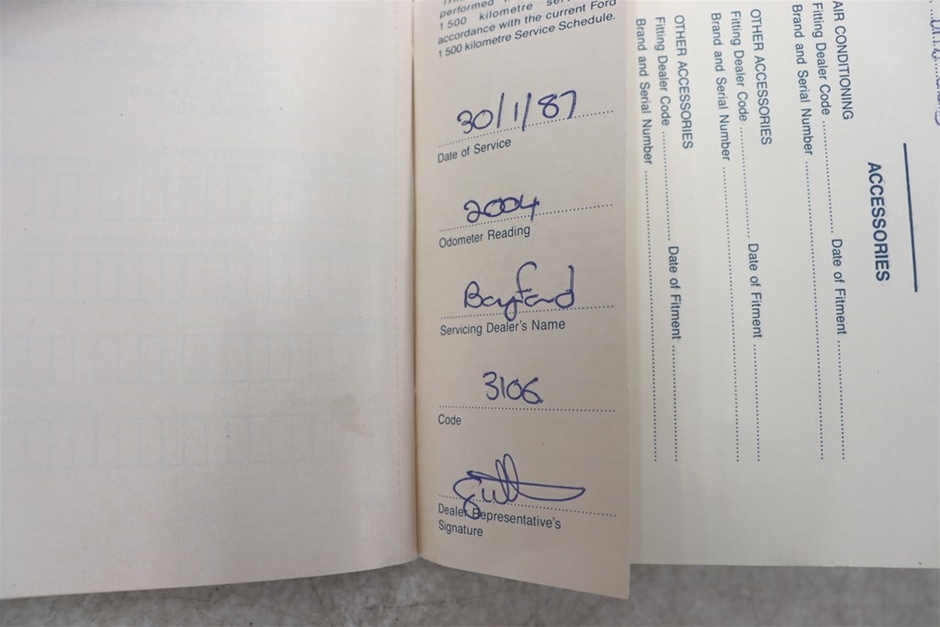 performed
1 500 kilometre
accordance with the current Ford
1 500 kilometre Service Schedule.
30/1/87
Date of Service
2004
Odometer Reading
Bayford
Servicing Dealer's Name
3106
Code
Dealer Representative's
Signature
ACCESSORIES
AIR CONDITIONING
Fitting Dealer Code Date of Fitment
Brand and Serial Number
OTHER ACCESSORIES
Fitting Dealer Code Date of Fitment
Brand and Serial Number
OTHER ACCESSORIES
Fitting Dealer Code Date of Fitment
Brand and Serial Number